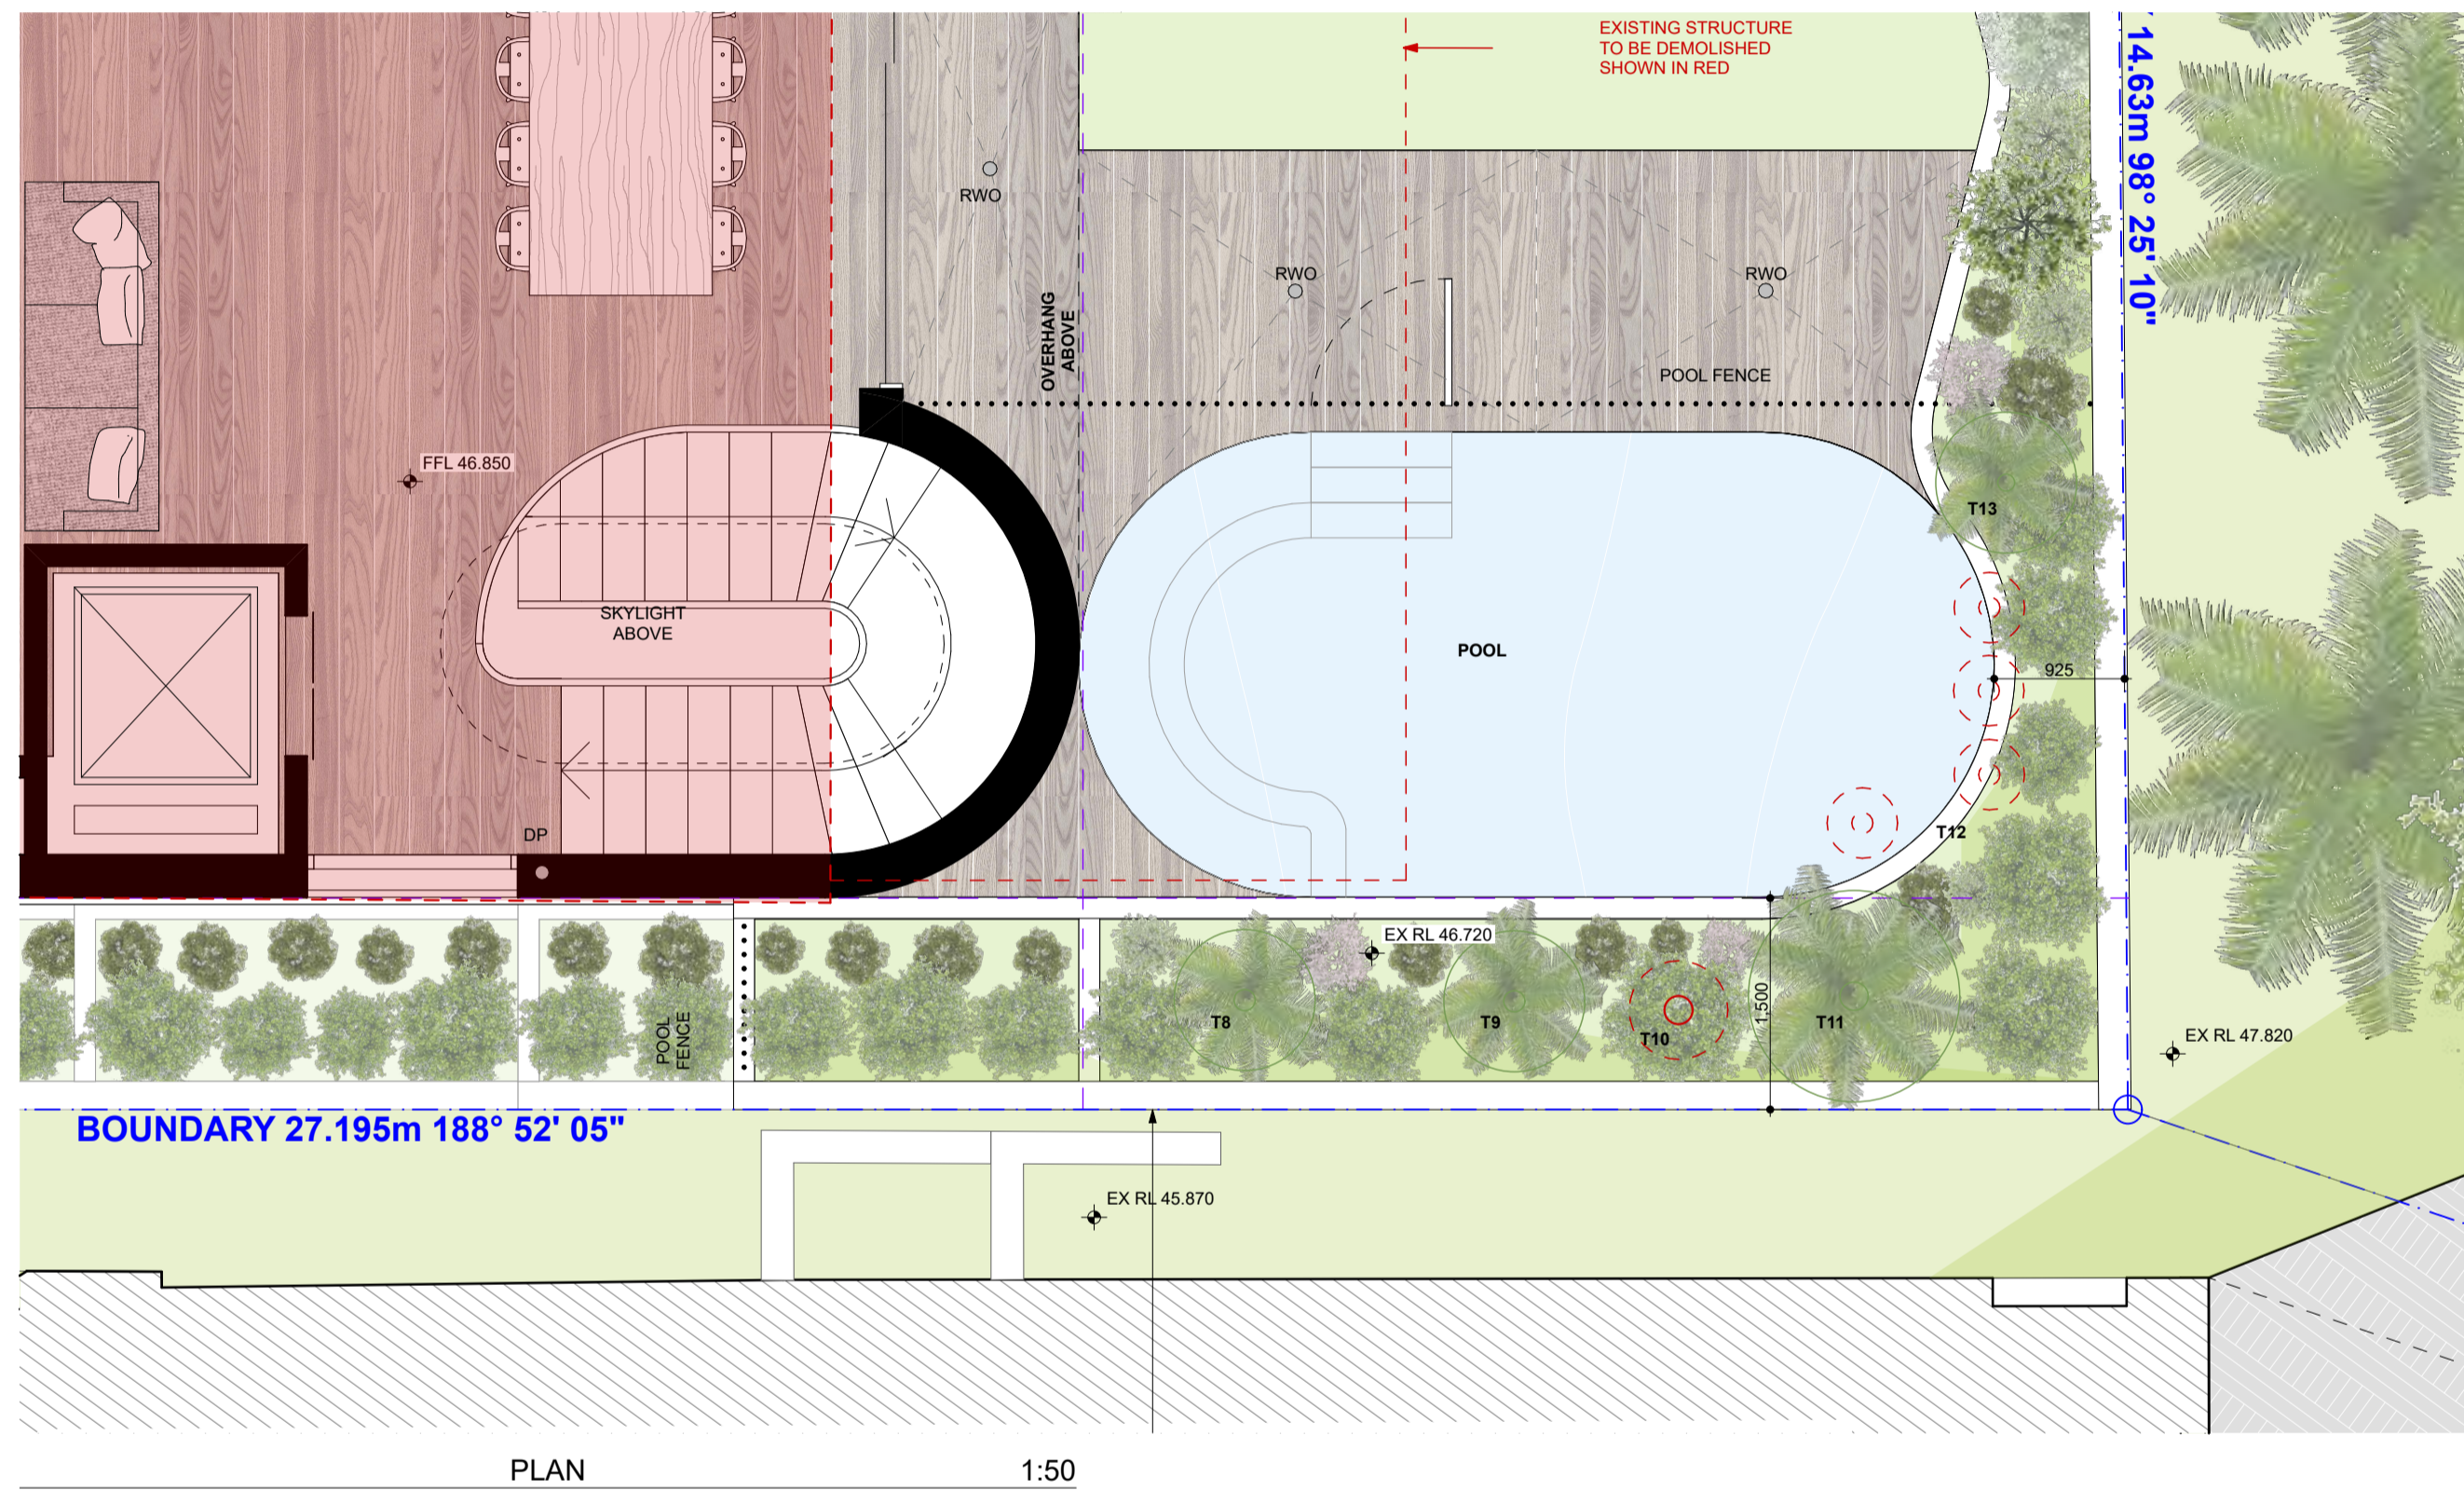 EXISTING STRUCTURE
TO BE DEMOLISHED
SHOWN IN RED
14.63m 98° 25' 10"
RWO
RWO
RWO
OVERHANG
ABOVE
POOL FENCE
FFL 46.850
T13
SKYLIGHT
ABOVE
POOL
925
DP
T12
EX RL 46.720
1,500
T8
T9
T10
T11
POOL
FENCE
EX RL 47.820
BOUNDARY 27.195m 188° 52' 05"
EX RL 45.870
PLAN
1:50